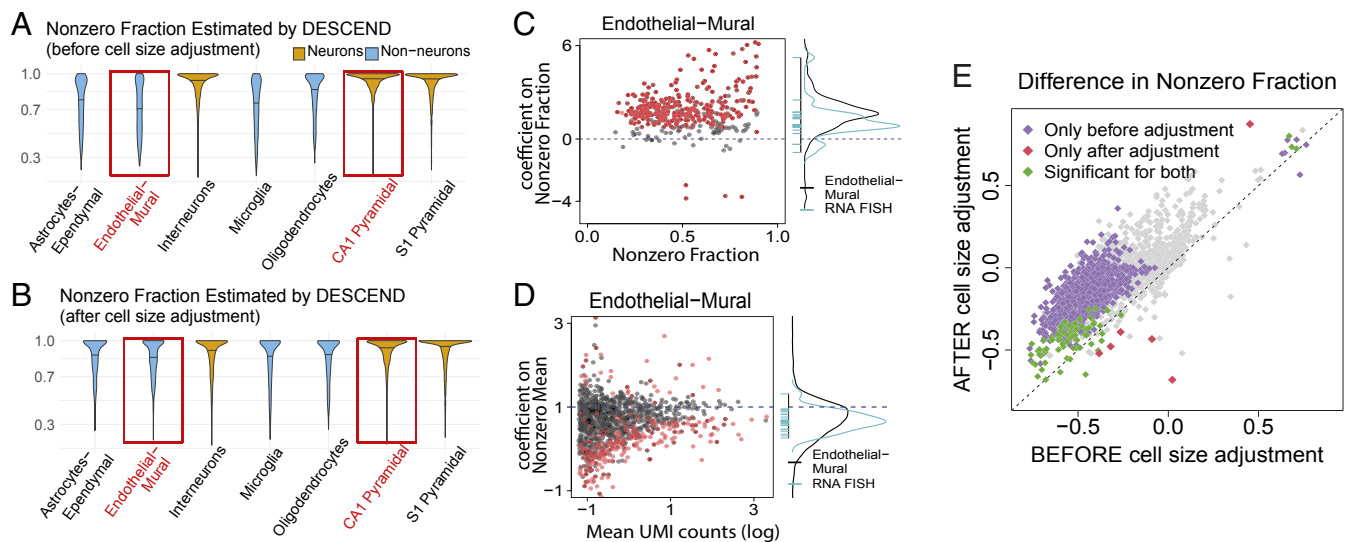 A
Nonzero Fraction Estimated by DESCEND
(before cell size adjustment)
Neurons
Non−neurons
1.0
0.7
0.3
Astrocytes−
Ependymal
Endothelial−
Mural
Interneurons
Microglia
Oligodendrocytes
CA1 Pyramidal
S1 Pyramidal
B
Nonzero Fraction Estimated by DESCEND
(after cell size adjustment)
1.0
0.7
0.3
Astrocytes−
Ependymal
Endothelial−
Mural
Interneurons
Microglia
Oligodendrocytes
CA1 Pyramidal
S1 Pyramidal
C
Endothelial−Mural
coefficient on
Nonzero Fraction
6
0
−4
0.0
0.5
1.0
Nonzero Fraction
Endothelial−
Mural
RNA FISH
D
Endothelial−Mural
coefficient on
Nonzero Mean
3
1
−1
−1
1
3
Mean UMI counts (log)
Endothelial−
Mural
RNA FISH
E
Difference in Nonzero Fraction
Only before adjustment
Only after adjustment
Significant for both
AFTER cell size adjustment
0.5
0.0
−0.5
−0.5
0.0
0.5
BEFORE cell size adjustment